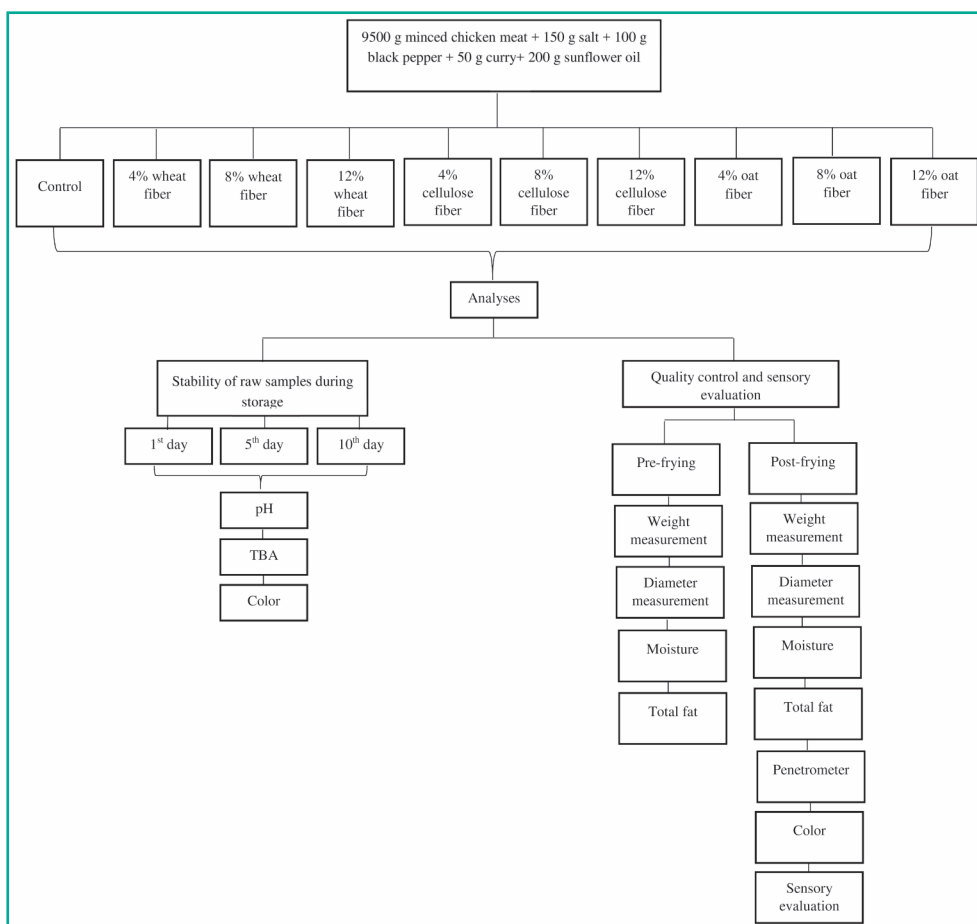 9500 g minced chicken meat + 150 g salt + 100 g
black pepper + 50 g curry+ 200 g sunflower oil
Control
4% wheat
fiber
8% wheat
fiber
12%
wheat
fiber
4%
cellulose
fiber
8%
cellulose
fiber
12%
cellulose
fiber
4% oat
fiber
8% oat
fiber
12% oat
fiber
Analyses
Stability of raw samples during
storage
1st day
5th day
10th day
pH
TBA
Color
Quality control and sensory
evaluation
Pre-frying
Weight
measurement
Diameter
measurement
Moisture
Total fat
Post-frying
Weight
measurement
Diameter
measurement
Moisture
Total fat
Penetrometer
Color
Sensory
evaluation